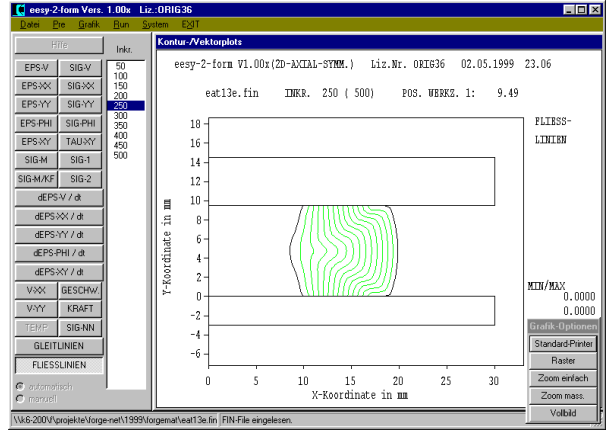 eesy-2-form Vers. 1.00x Liz.:ORIG36
Datei Pre Grafik Run System EXIT
Hilfe
Inkr.
EPS-V SIG-V
EPS-XX SIG-XX
EPS-YY SIG-YY
EPS-PHI SIG-PHI
EPS-XY TAU-XY
SIG-M SIG-1
SIG-M/KF SIG-2
dEPS-V / dt
dEPS-XX / dt
dEPS-YY / dt
dEPS-PHI / dt
dEPS-XY / dt
V-XX GESCHW.
V-YY KRAFT
TEMP SIG-NN
GLEITLINIEN
FLIESSLINIEN
automatisch
manuell
50
100
150
200
250
300
350
400
450
500
Kontur-/Vektorplots
eesy-2-form V1.00x(2D-AXIAL-SYMM.) Liz.Nr. ORIG36 02.05.1999 23.06
eat13e.fin INKR. 250 ( 500) POS. WERKZ. 1: 9.49
FLIESS-
LINIEN
Y-Koordinate in mm
18
16
14
12
10
8
6
4
2
0
-2
-4
-6
0 5 10 15 20 25 30
X-Koordinate in mm
MIN/MAX
0.0000
0.0000
Grafik-Optionen
Standard-Printer
Raster
Zoom einfach
Zoom mass.
Vollbild
\\k6-200\f\projekte\forge-net\1999\forgemat\eat13e.fin FIN-File eingelesen.